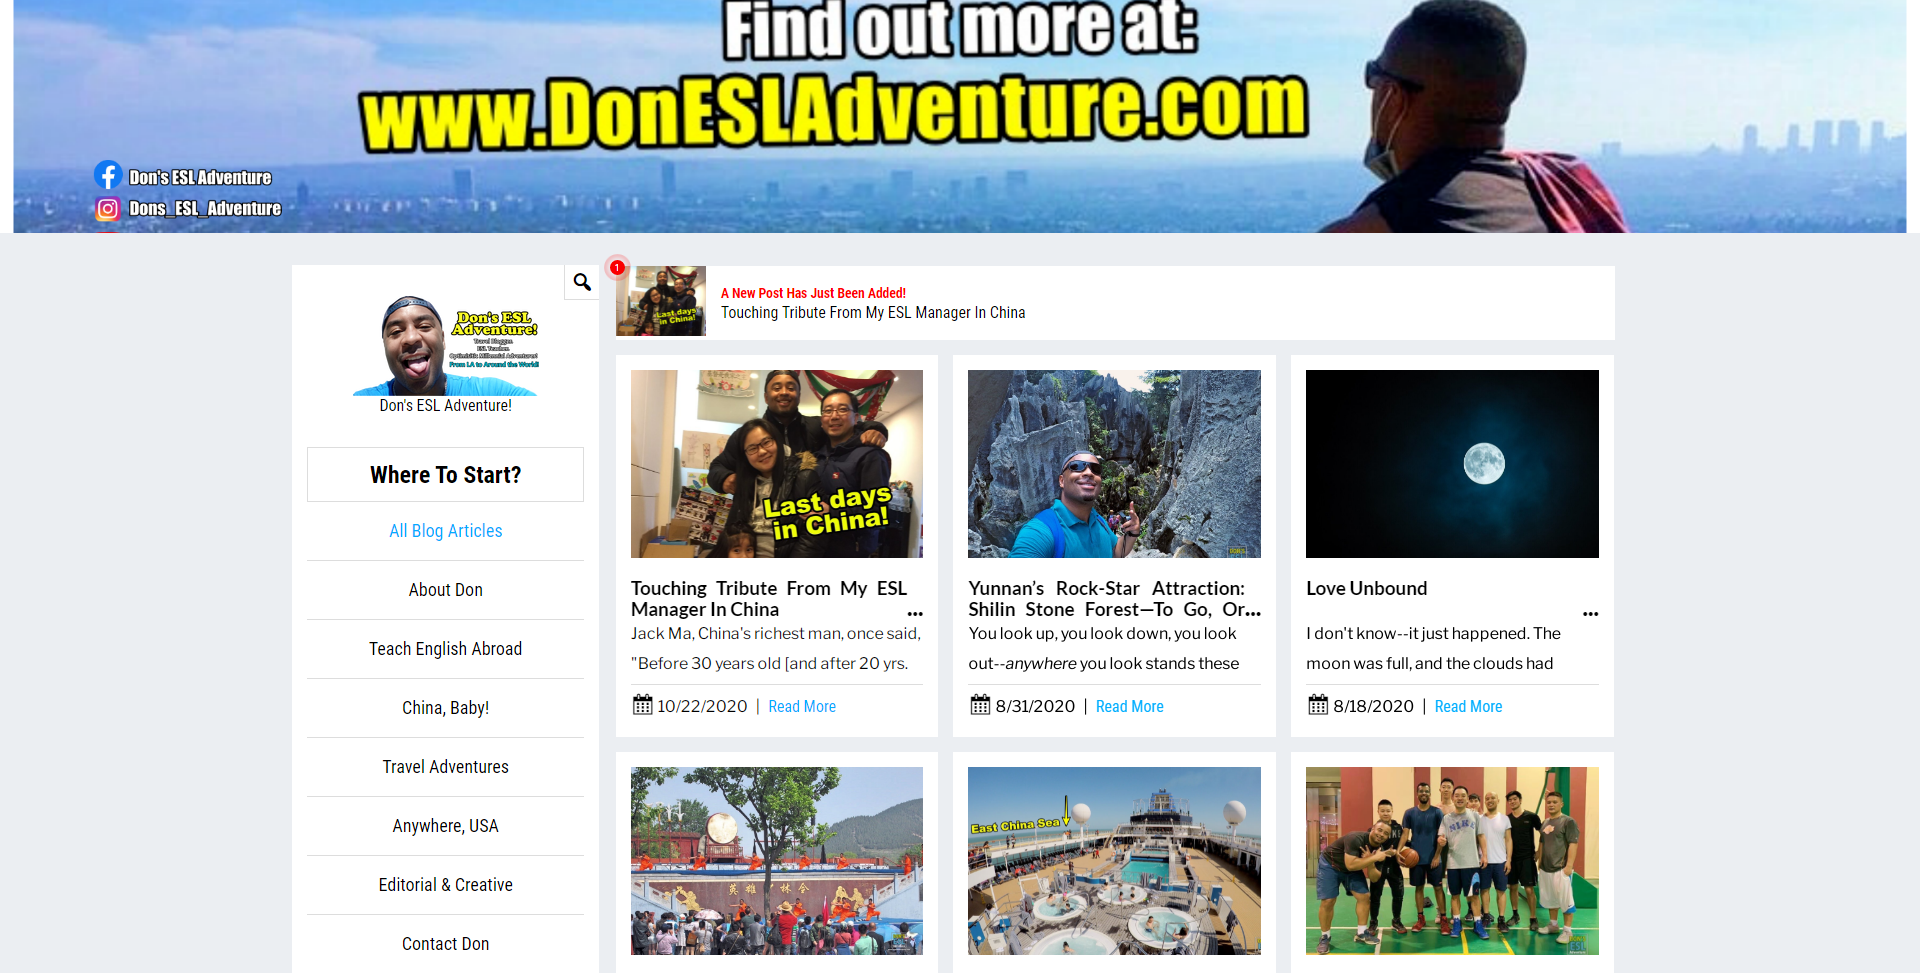 Find out more at:
www.DonESLAdventure.com
Don's ESL Adventure
Dons_ESL_Adventure
Don's ESL
Adventure!
Travel Blogger.
ESL Teacher.
Optimistic Millennial Adventures!
From LA to Around the World!
Don's ESL Adventure!
Where To Start?
All Blog Articles
About Don
Teach English Abroad
China, Baby!
Travel Adventures
Anywhere, USA
Editorial & Creative
Contact Don
1
Last days
in China!
A New Post Has Just Been Added!
Touching Tribute From My ESL Manager In China
Last days
in China!
Touching Tribute From My ESL
Manager In China ...
Jack Ma, China's richest man, once said,
"Before 30 years old [and after 20 yrs.
10/22/2020 | Read More
Yunnan’s Rock-Star Attraction:
Shilin Stone Forest—To Go, Or...
You look up, you look down, you look
out--anywhere you look stands these
8/31/2020 | Read More
Love Unbound
...
I don't know--it just happened. The
moon was full, and the clouds had
8/18/2020 | Read More
英雄林会
East China Sea